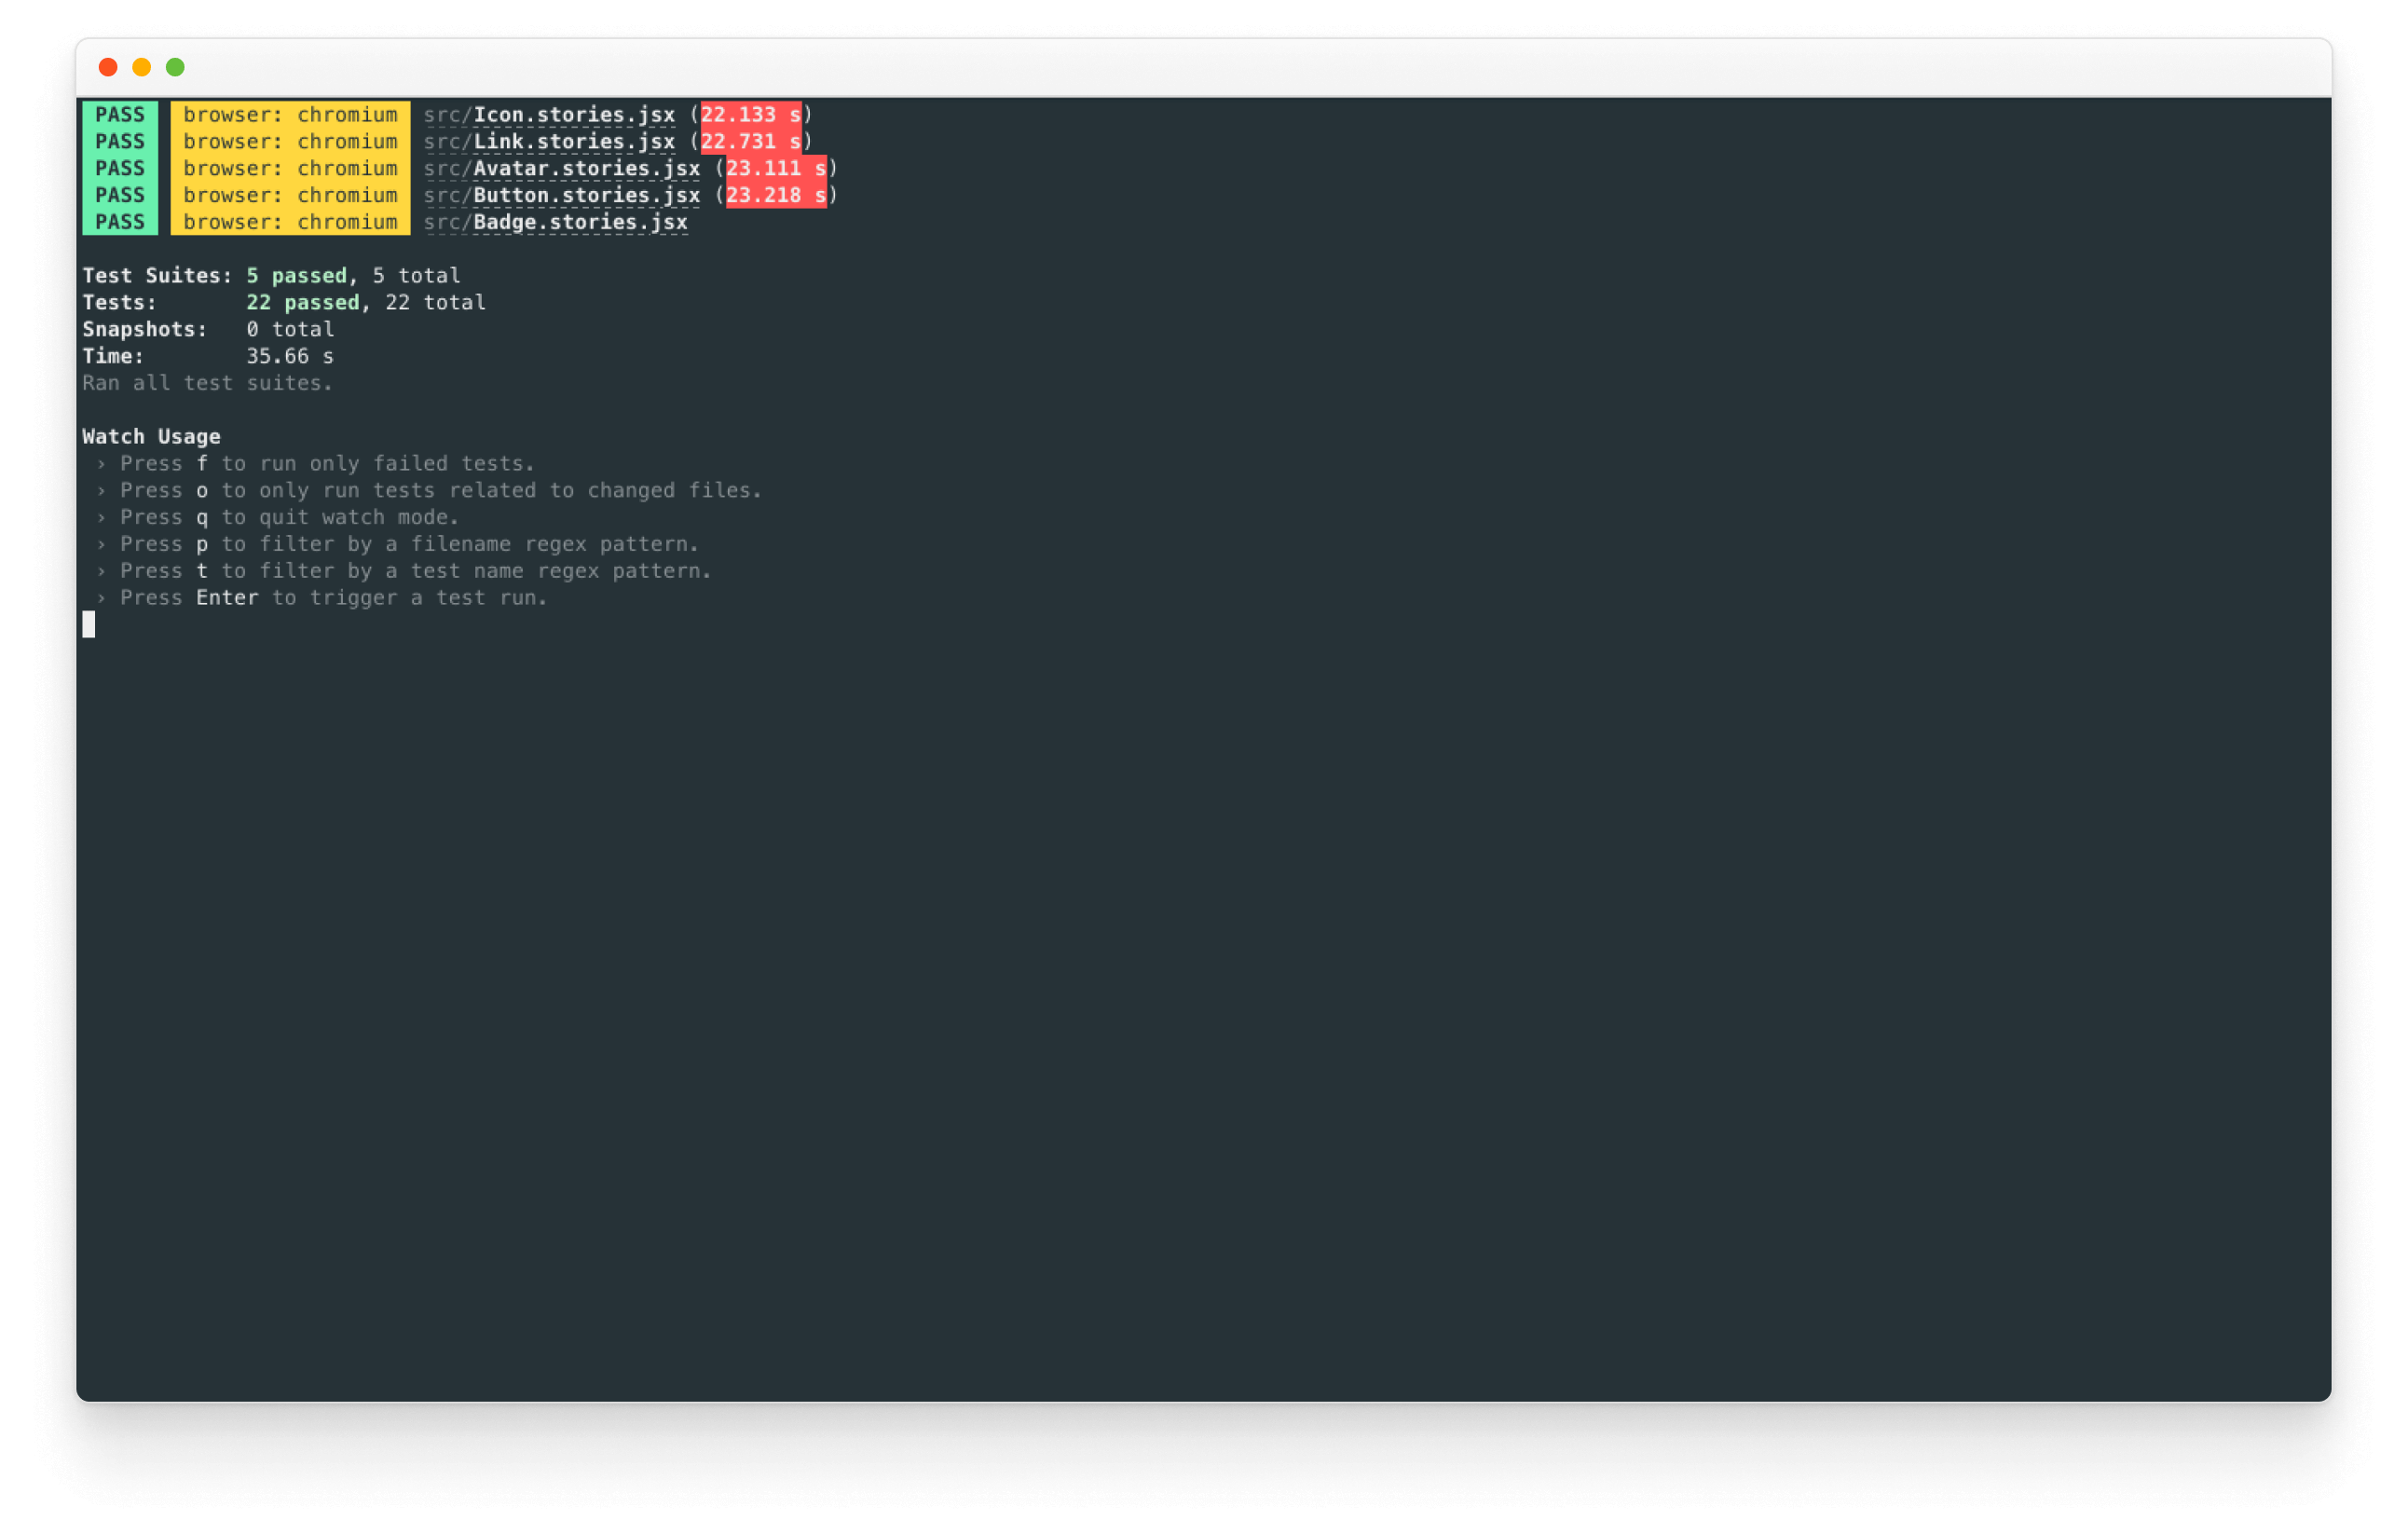 PASS browser: chromium src/Icon.stories.jsx (22.133 s)
PASS browser: chromium src/Link.stories.jsx (22.731 s)
PASS browser: chromium src/Avatar.stories.jsx (23.111 s)
PASS browser: chromium src/Button.stories.jsx (23.218 s)
PASS browser: chromium src/Badge.stories.jsx
Test Suites: 5 passed, 5 total
Tests: 22 passed, 22 total
Snapshots: 0 total
Time: 35.66 s
Ran all test suites.
Watch Usage
› Press f to run only failed tests.
› Press o to only run tests related to changed files.
› Press q to quit watch mode.
› Press p to filter by a filename regex pattern.
› Press t to filter by a test name regex pattern.
› Press Enter to trigger a test run.